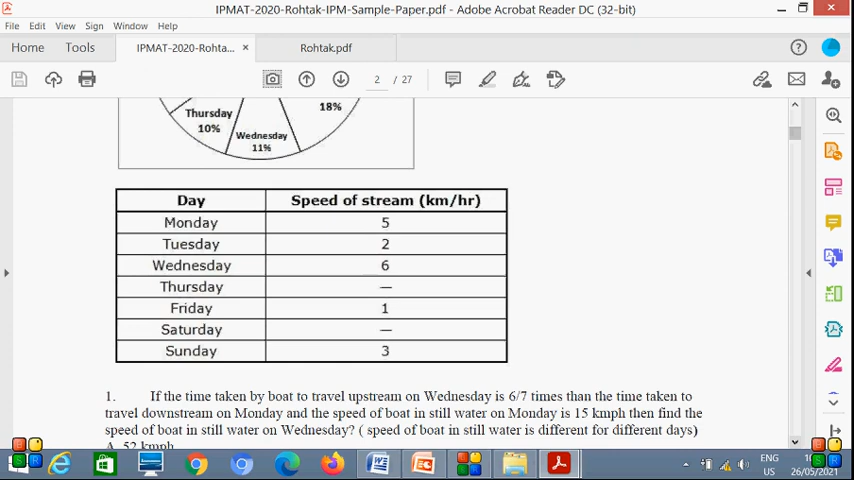 IPMAT-2020-Rohtak-IPM-Sample-Paper.pdf - Adobe Acrobat Reader DC (32-bit)
File Edit View Sign Window Help
Home Tools IPMAT-2020-Rohta... × Rohtak.pdf
2 / 27
Thursday
10%
Wednesday
11%
18%
Day Speed of stream (km/hr)
Monday 5
Tuesday 2
Wednesday 6
Thursday —
Friday 1
Saturday —
Sunday 3
1. If the time taken by boat to travel upstream on Wednesday is 6/7 times than the time taken to
travel downstream on Monday and the speed of boat in still water on Monday is 15 kmph then find the
speed of boat in still water on Wednesday? ( speed of boat in still water is different for different days)
A. 52 kmph
S R
S R
ENG
US
26/05/2021